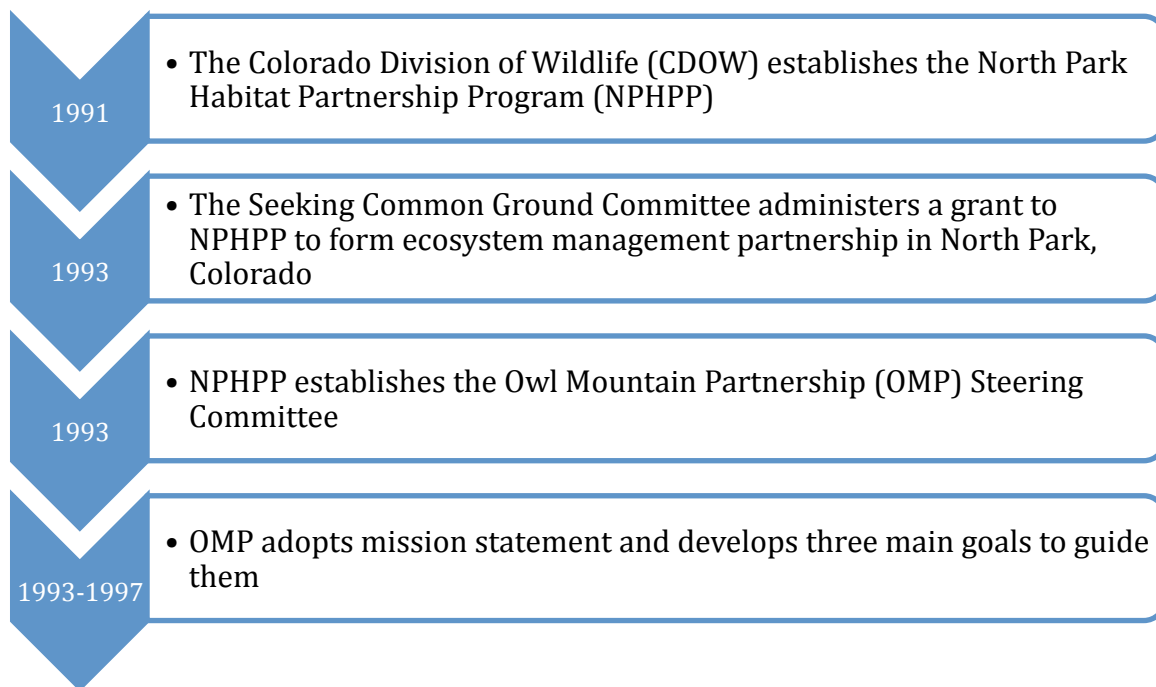 1991
• The Colorado Division of Wildlife (CDOW) establishes the North Park
Habitat Partnership Program (NPHPP)
1993
• The Seeking Common Ground Committee administers a grant to
NPHPP to form ecosystem management partnership in North Park,
Colorado
1993
• NPHPP establishes the Owl Mountain Partnership (OMP) Steering
Committee
1993-1997
• OMP adopts mission statement and develops three main goals to guide
them